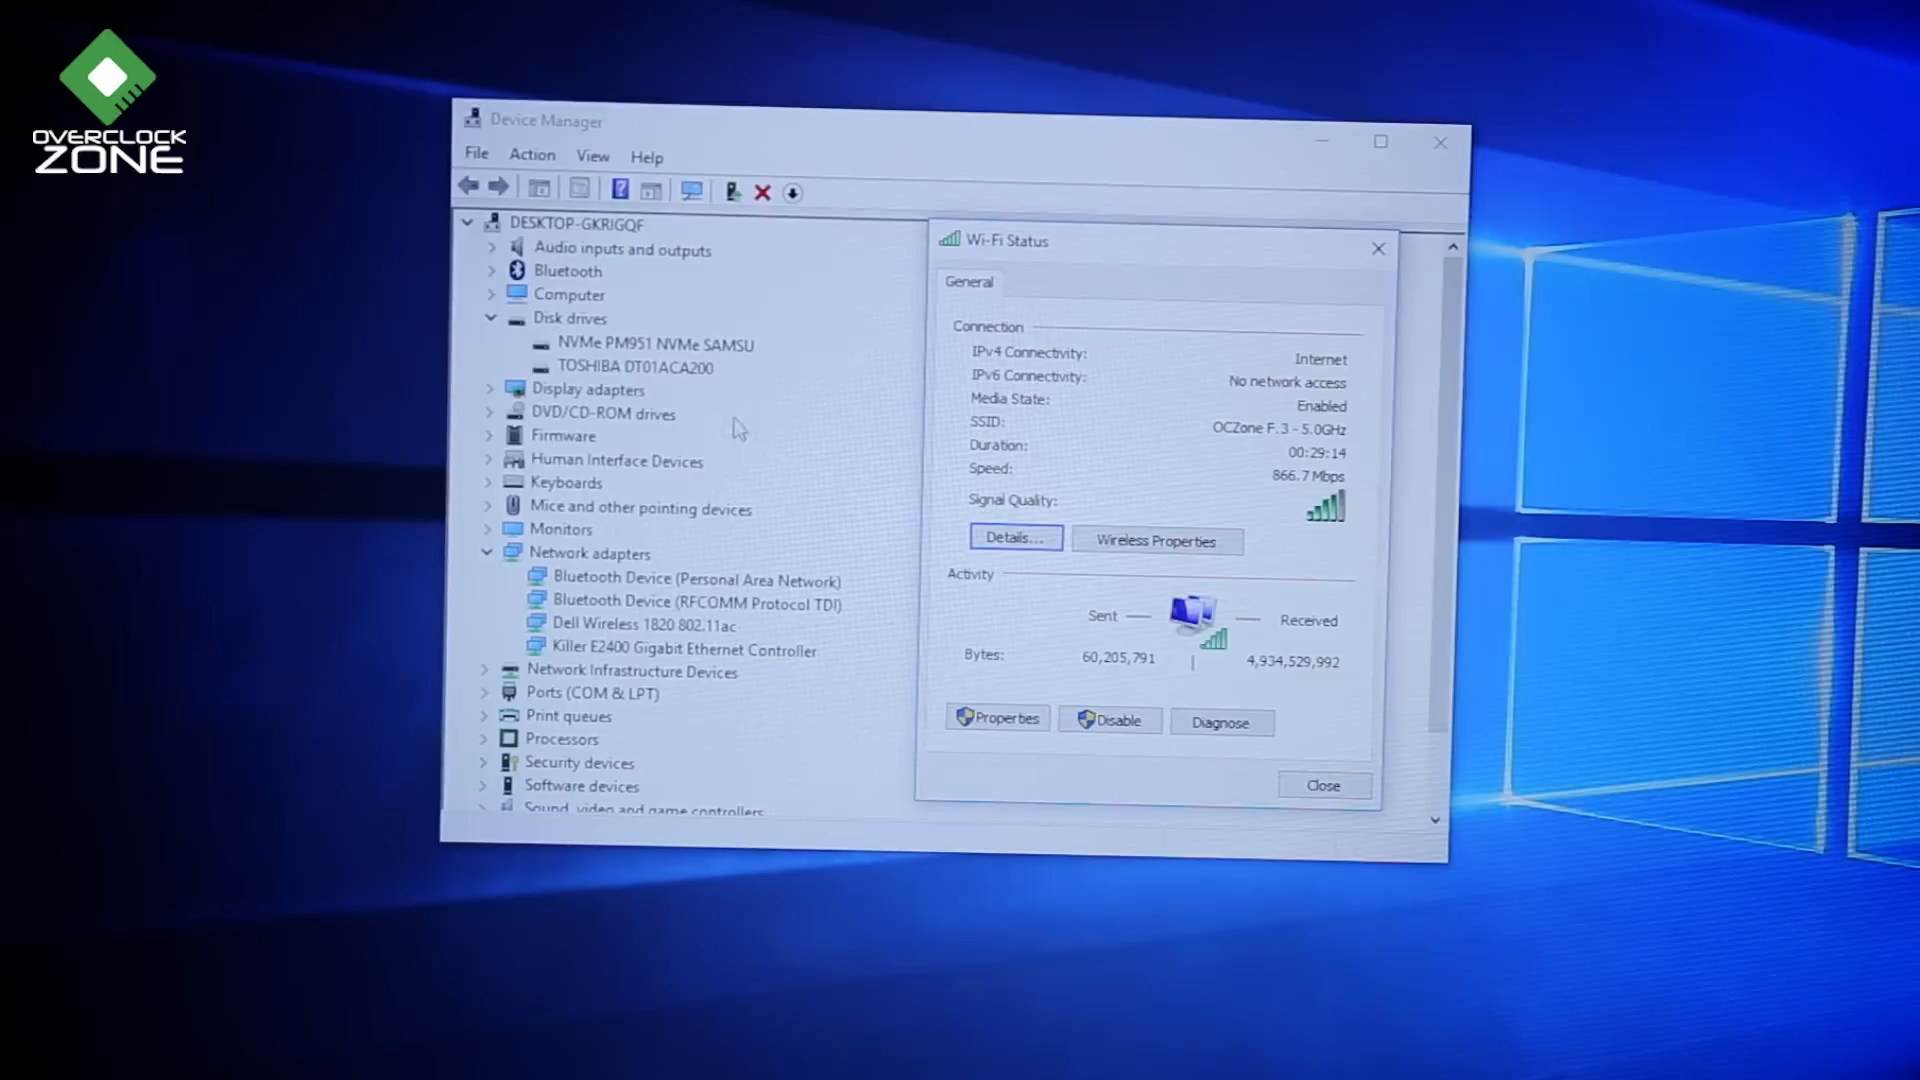 OVERCLOCK
ZONE
Device Manager
File Action View Help
DESKTOP-GKRIGQF
Audio inputs and outputs
Bluetooth
Computer
Disk drives
NVMe PM951 NVMe SAMSU
TOSHIBA DT01ACA200
Display adapters
DVD/CD-ROM drives
Firmware
Human Interface Devices
Keyboards
Mice and other pointing devices
Monitors
Network adapters
Bluetooth Device (Personal Area Network)
Bluetooth Device (RFCOMM Protocol TDI)
Dell Wireless 1820 802.11ac
Killer E2400 Gigabit Ethernet Controller
Network Infrastructure Devices
Ports (COM & LPT)
Print queues
Processors
Security devices
Software devices
Sound, video and game controllers
Wi-Fi Status
General
Connection
IPv4 Connectivity: Internet
IPv6 Connectivity: No network access
Media State: Enabled
SSID: OCZone F.3 - 5.0GHz
Duration: 00:29:14
Speed: 866.7 Mbps
Signal Quality:
Details... Wireless Properties
Activity
Sent Received
Bytes: 60,205,791 4,934,529,992
Properties Disable Diagnose
Close